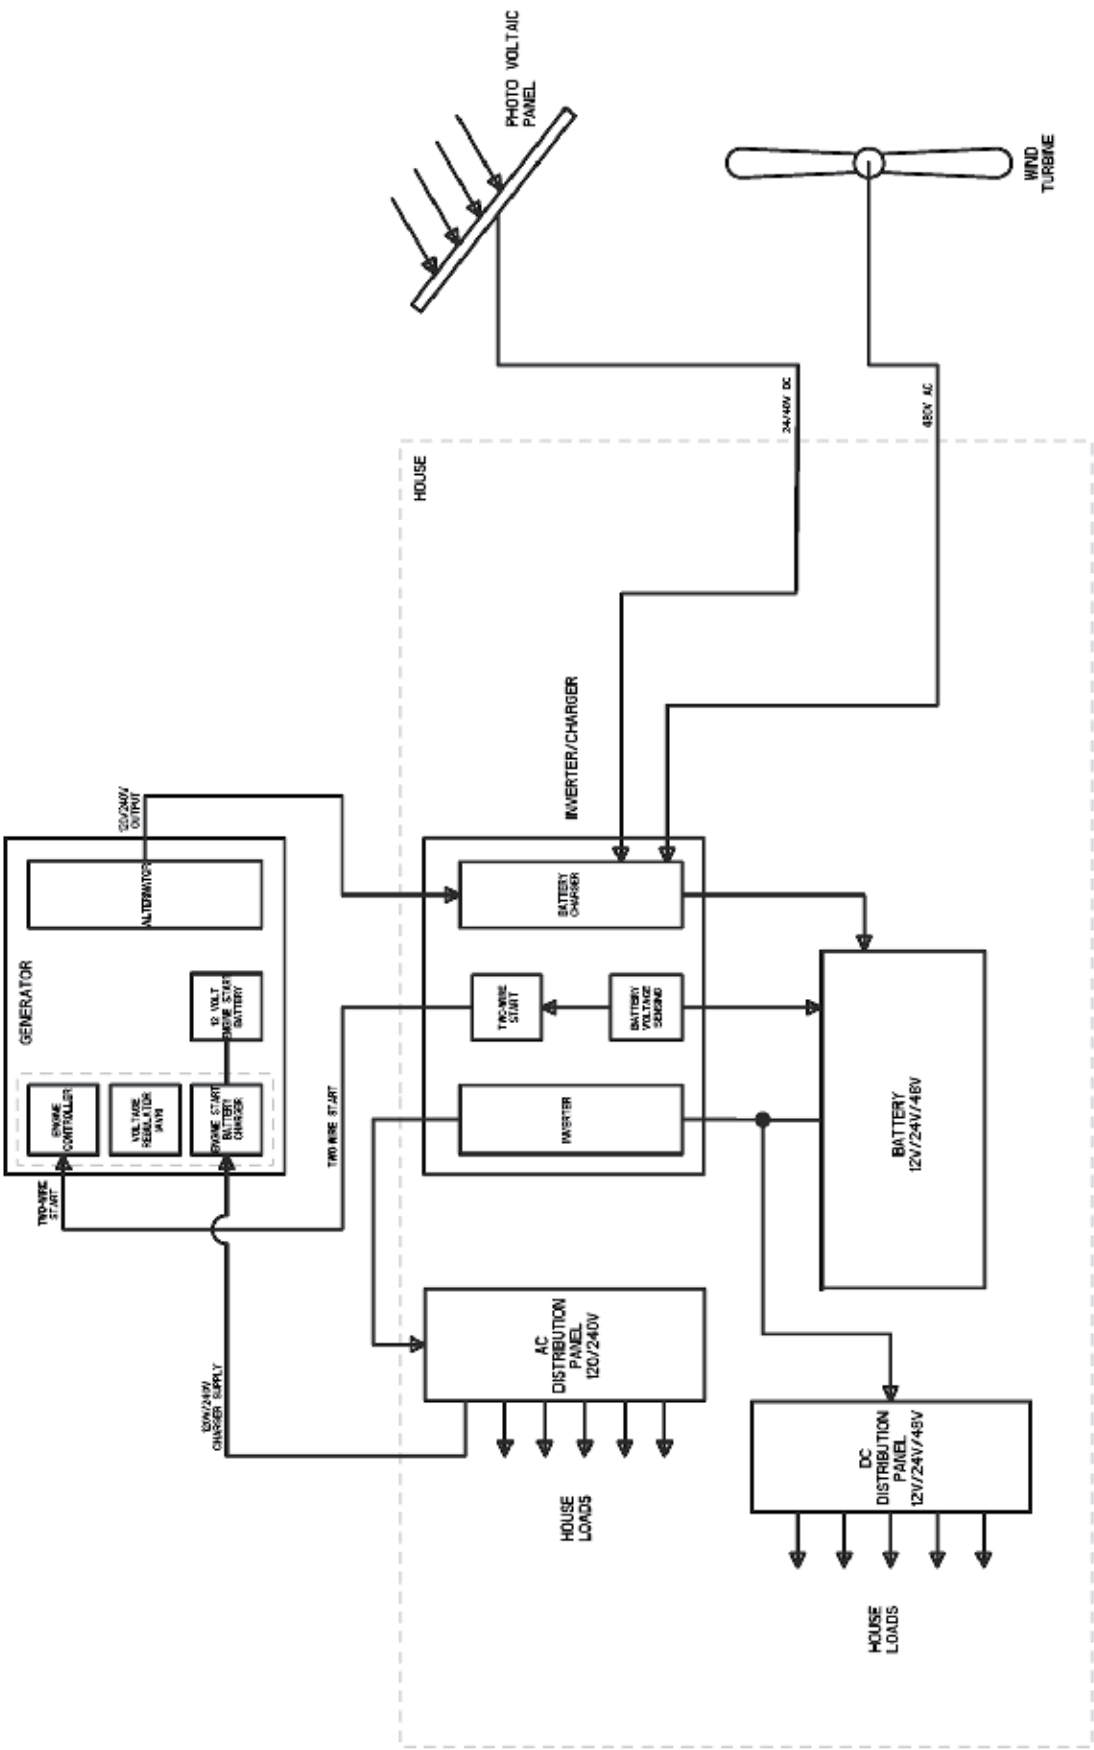 PHOTO VOLTAIC
PANEL
WIND
TURBINE
24/48V DC
480V AC
HOUSE
INVERTER/CHARGER
120V/240V
OUTPUT
GENERATOR
ALTERNATOR
12 VOLT
ENGINE START
BATTERY
ENGINE
CONTROLLER
VOLTAGE
REGULATOR
ENGINE START
BATTERY
CHARGER
TWO-WIRE
START
TWO-WIRE START
BATTERY
CHARGER
TWO-WIRE
START
BATTERY
VOLTAGE
SENSING
INVERTER
BATTERY
12V/24V/48V
120V/240V
CHARGER SUPPLY
AC
DISTRIBUTION
PANEL
120/240V
HOUSE
LOADS
DC
DISTRIBUTION
PANEL
12V/24V/48V
HOUSE
LOADS